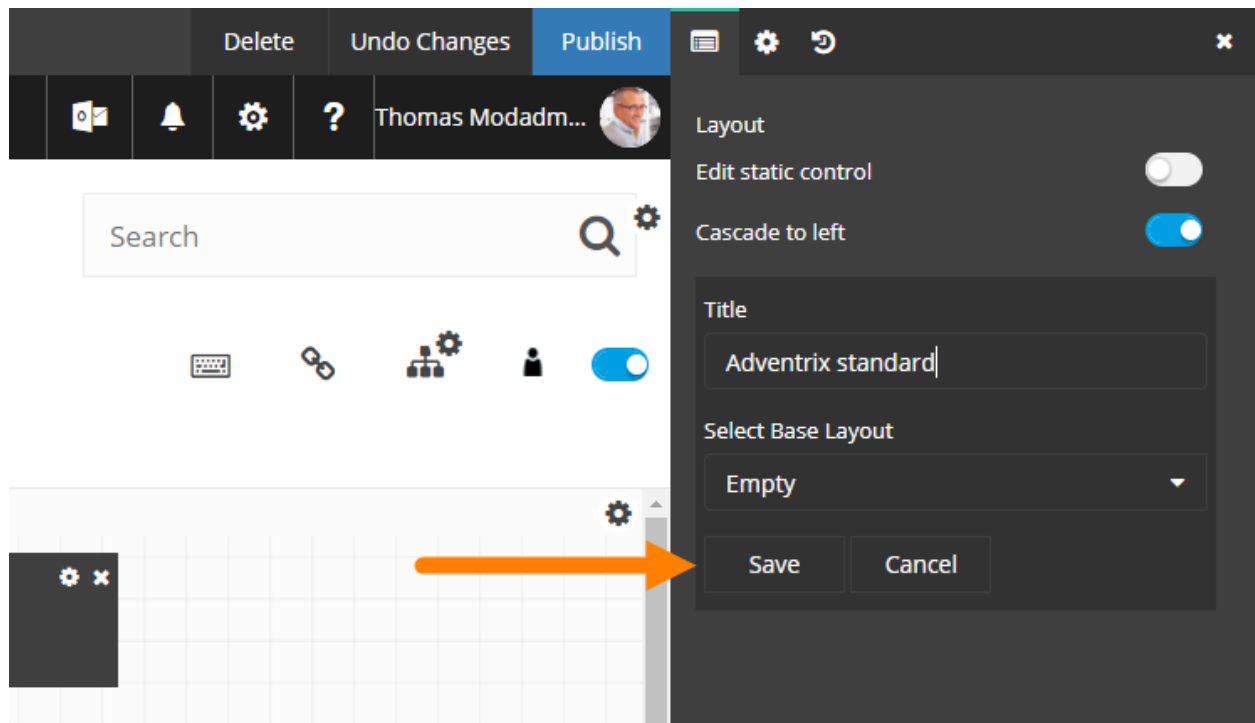 Delete
Undo Changes
Publish
?
Thomas Modadm...
Search
Layout
Edit static control
Cascade to left
Title
Adventrix standard
Select Base Layout
Empty
Save
Cancel